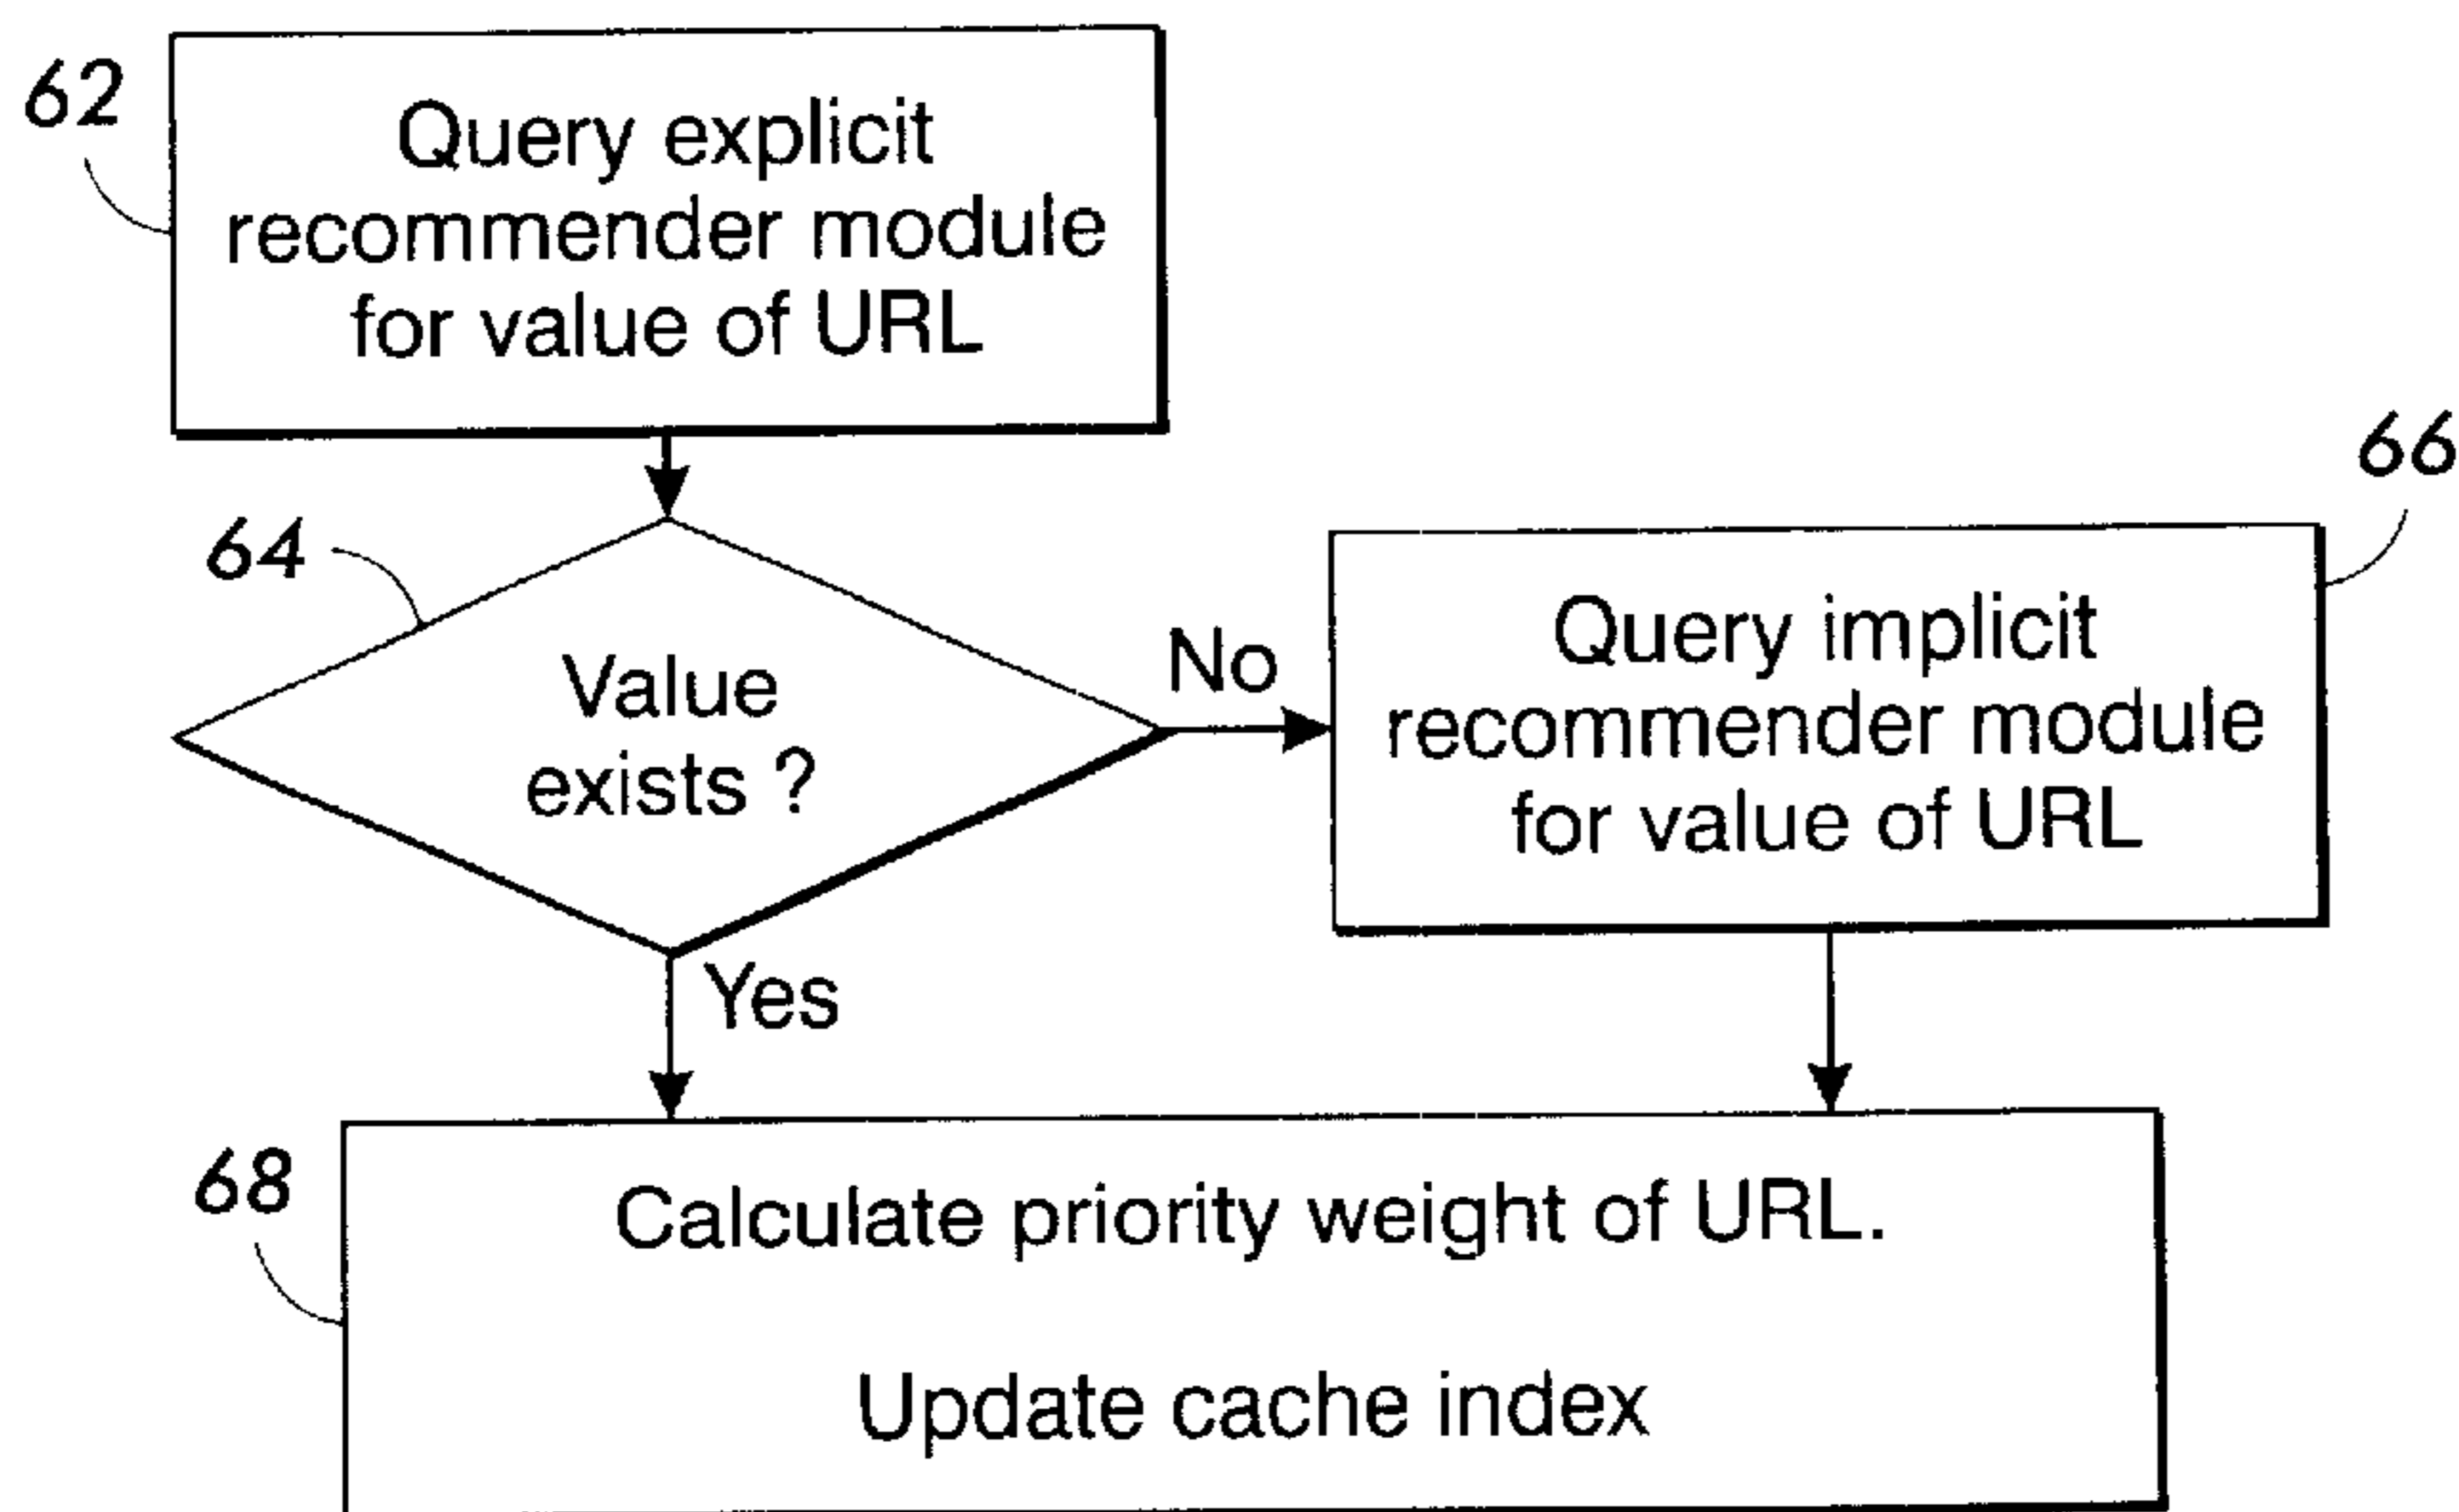 62
Query explicit
recommender module
for value of URL
66
64
Value
exists ?
No
Query implicit
recommender module
for value of URL
Yes
68
Calculate priority weight of URL.
Update cache index